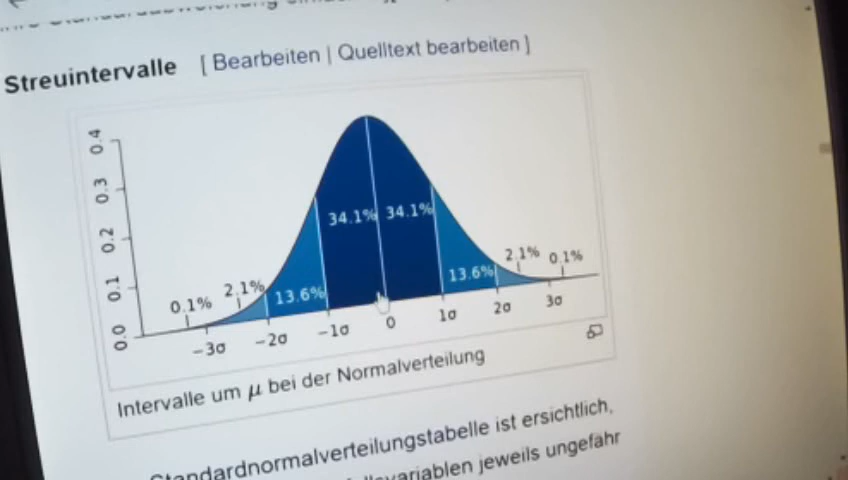 Streuintervalle [ Bearbeiten | Quelltext bearbeiten ]
0.4
0.3
0.2
0.1
0.0
34.1% 34.1%
0.1% 2.1% 13.6% 13.6% 2.1% 0.1%
−3σ −2σ −1σ 0 1σ 2σ 3σ
Intervalle um μ bei der Normalverteilung
Standardnormalverteilungstabelle ist ersichtlich,
jeweils ungefähr